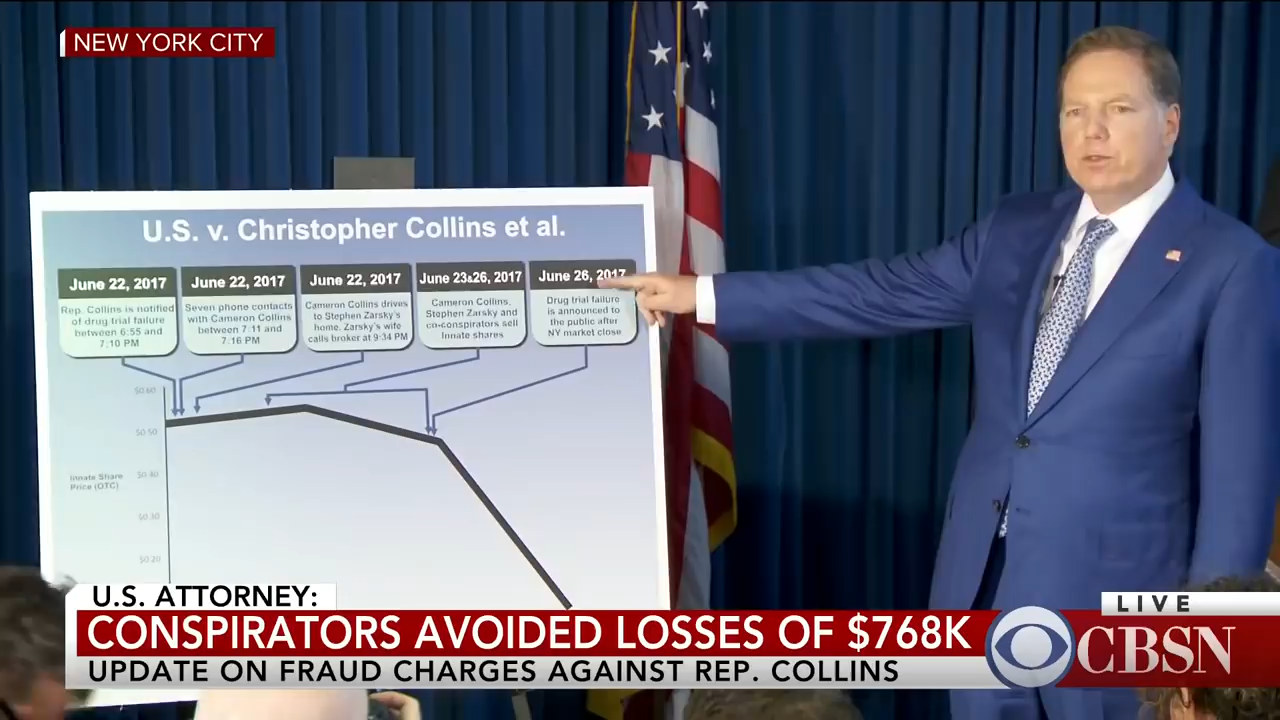 NEW YORK CITY
U.S. v. Christopher Collins et al.
June 22, 2017
Rep. Collins is notified
of drug trial failure
between 6:55 and
7:10 PM
June 22, 2017
Seven phone contacts
with Cameron Collins
between 7:11 and
7:16 PM
June 22, 2017
Cameron Collins drives
to Stephen Zarsky's
home. Zarsky's wife
calls broker at 9:34 PM
June 23&26, 2017
Cameron Collins,
Stephen Zarsky and
co-conspirators sell
Innate shares
June 26, 2017
Drug trial failure
is announced to
the public after
NY market close
$0.60
$0.50
$0.40
$0.30
$0.20
Innate Share
Price (OTC)
U.S. ATTORNEY:
CONSPIRATORS AVOIDED LOSSES OF $768K
UPDATE ON FRAUD CHARGES AGAINST REP. COLLINS
LIVE
CBSN